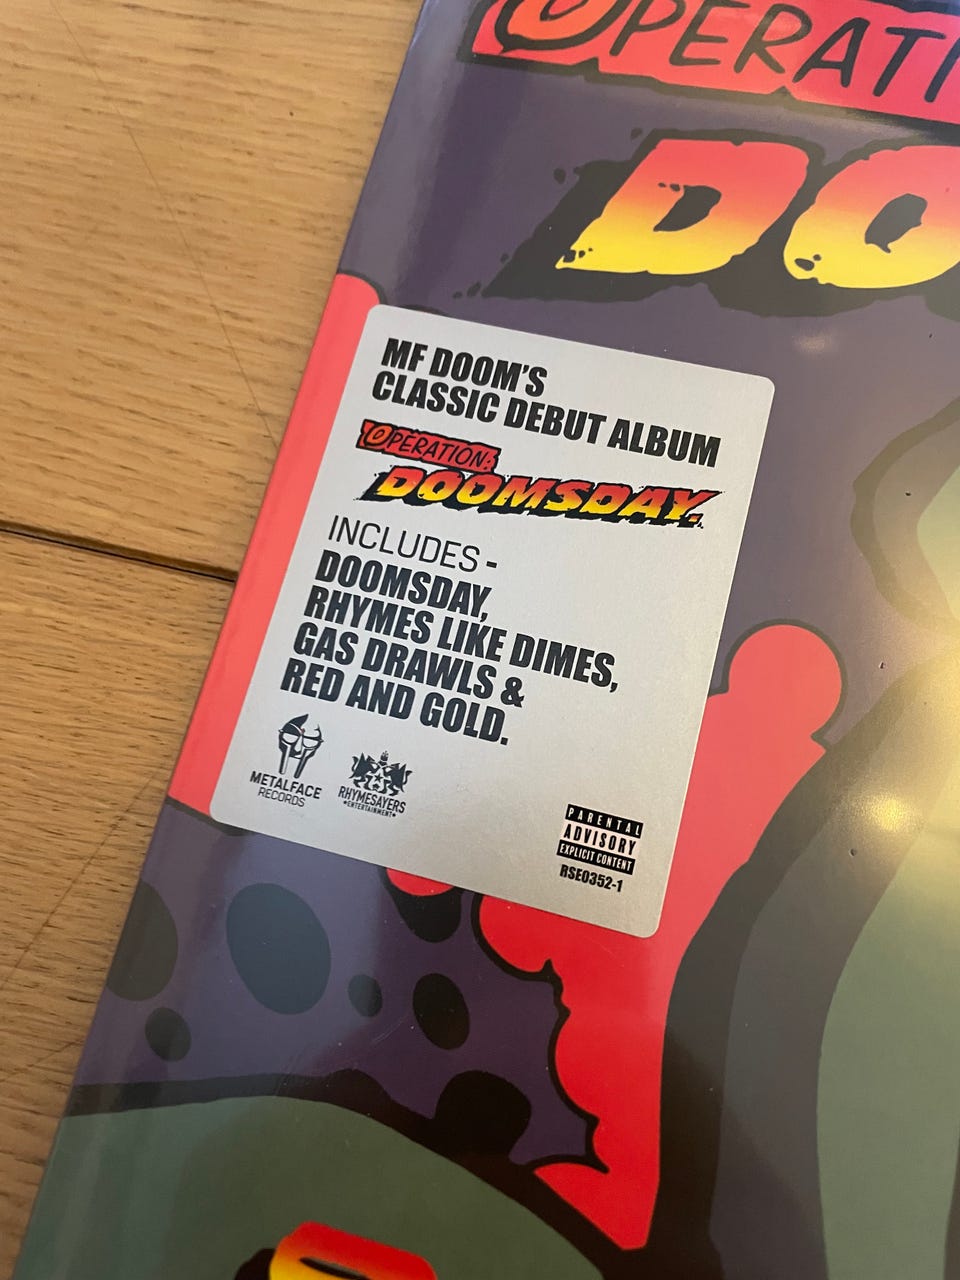 OPERATI
DO
MF DOOM'S
CLASSIC DEBUT ALBUM
OPERATION:
DOOMSDAY.
INCLUDES -
DOOMSDAY,
RHYMES LIKE DIMES,
GAS DRAWLS &
RED AND GOLD.
METALFACE
RECORDS
RHYMESAYERS
ENTERTAINMENT
PARENTAL
ADVISORY
EXPLICIT CONTENT
RSE0352-1